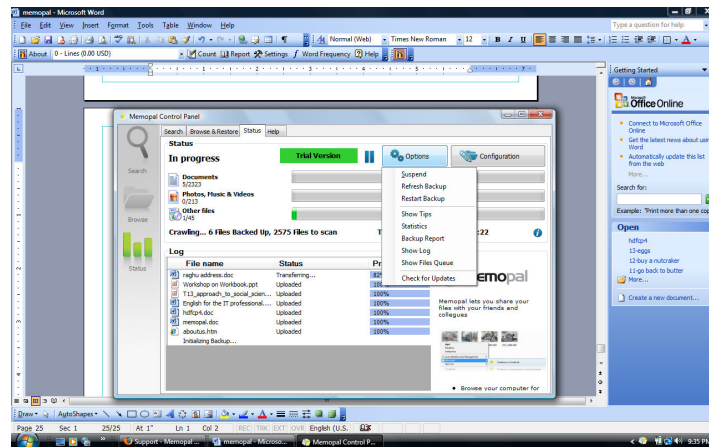 memopal - Microsoft Word
File Edit View Insert Format Tools Table Window Help
Type a question for help
Normal (Web) Times New Roman 12 B I U
About 0 - Lines (0.00 USD) Count Report Settings Word Frequency Help
Getting Started
Memopal Control Panel
Search Browse & Restore Status Help
Search
Browse
Status
Status
In progress
Trial Version
Options
Configuration
Documents
5/2323
Photos, Music & Videos
0/213
Other files
1/45
Crawling... 6 Files Backed Up, 2575 Files to scan
:22
Suspend
Refresh Backup
Restart Backup
Show Tips
Statistics
Backup Report
Show Log
Show Files Queue
Check for Updates
Log
File name Status Pr
raghu address.doc Transferring... 82%
Workshop on Workbook.ppt Uploaded 100%
T13_approach_to_social_scien... Uploaded 100%
English for the IT professional.... Uploaded 100%
hdfcp4.doc Uploaded 100%
memopal.doc Uploaded 100%
aboutus.htm Uploaded 100%
Initializing Backup...
emopal
Memopal lets you share your
files with your friends and
collegues
Browse your computer for
Microsoft
Office Online
Connect to Microsoft Office
Online
Get the latest news about using
Word
Automatically update this list
from the web
More...
Search for:
Example: "Print more than one cop
Open
hdfcp4
13-eggs
12-buy a nutcraker
11-go back to butter
More...
Create a new document...
Draw AutoShapes
Page 25 Sec 1 25/25 At 1" Ln 1 Col 2 REC TRK EXT OVR English (U.S.
Support - Memopal ... memopal - Microso... Memopal Control P... 9:35 PM